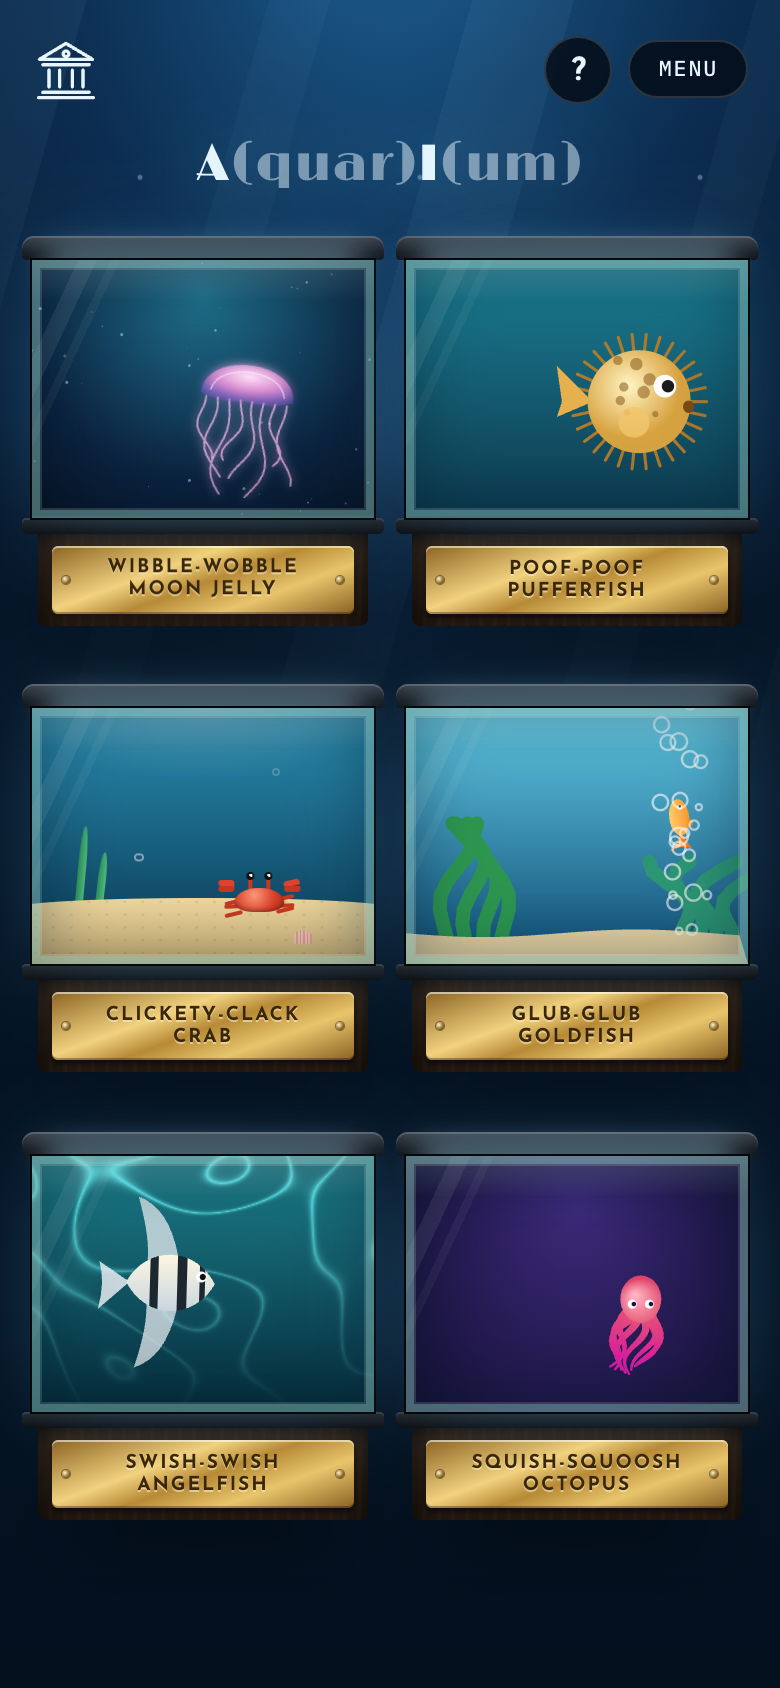 ? MENU
A(quar)I(um)
WIBBLE-WOBBLE
MOON JELLY
POOF-POOF
PUFFERFISH
CLICKETY-CLACK
CRAB
GLUB-GLUB
GOLDFISH
SWISH-SWISH
ANGELFISH
SQUISH-SQUOOSH
OCTOPUS